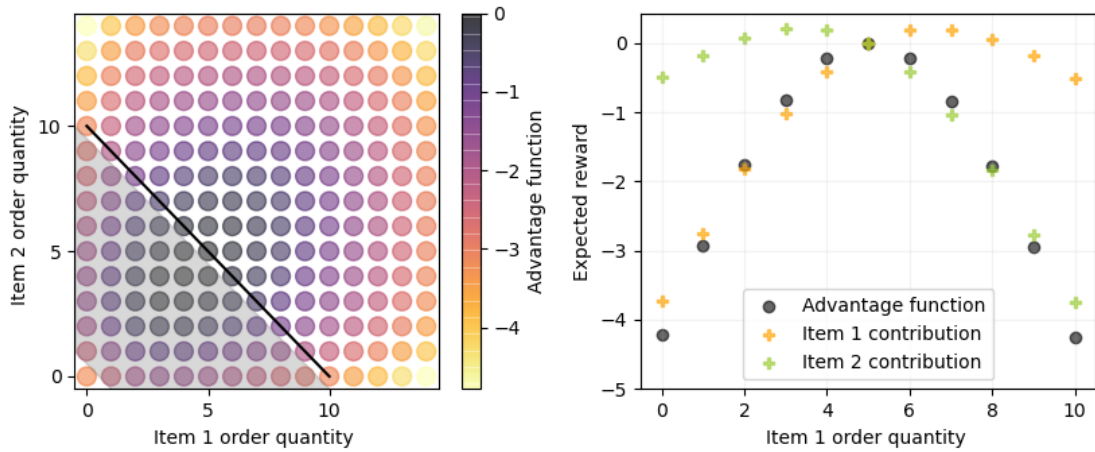 10
5
0
0
5
10
Item 1 order quantity
Item 2 order quantity
0
−1
−2
−3
−4
Advantage function
0
−1
−2
−3
−4
−5
0
2
4
6
8
10
Item 1 order quantity
Expected reward
Advantage function
Item 1 contribution
Item 2 contribution